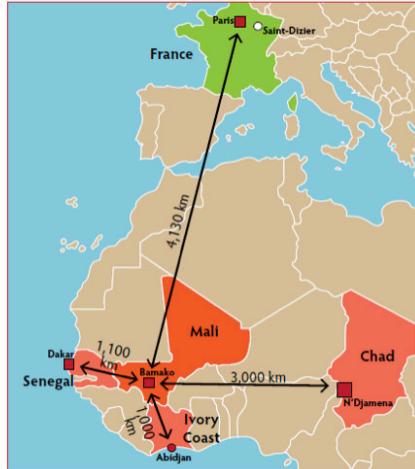 Paris
Saint-Dizier
France
4,130 km
Mali
1,100
km
Dakar
Bamako
Chad
Senegal
3,000 km
N'Djamena
1,000
km
Ivory
Coast
Abidjan